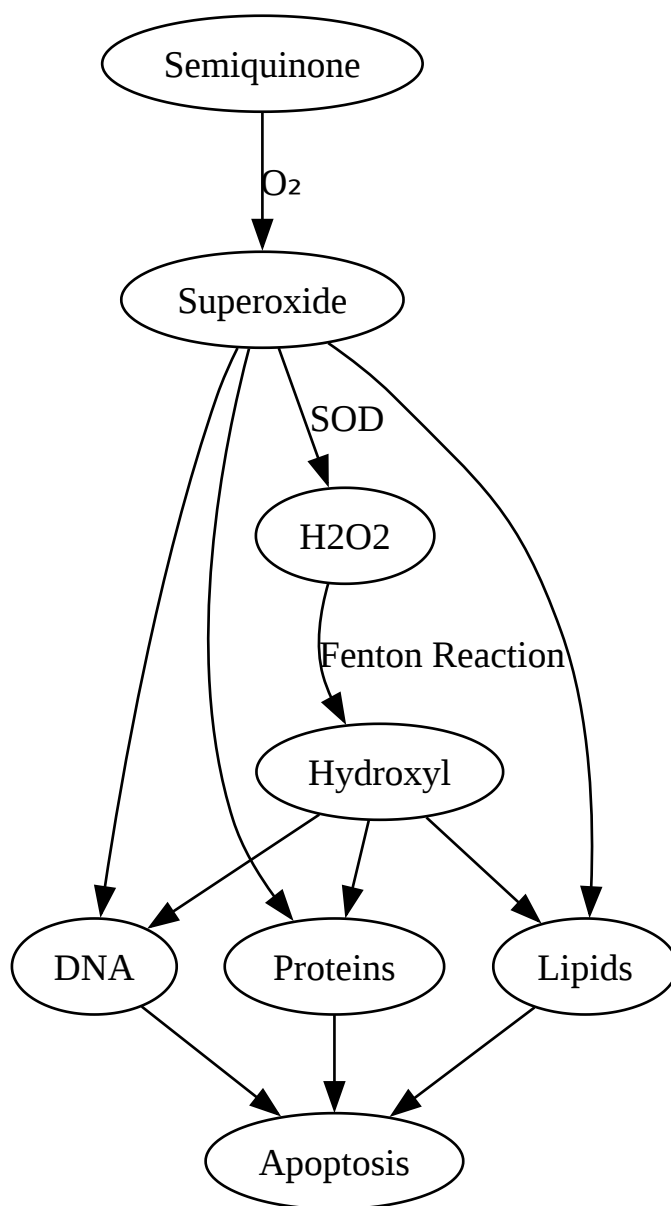 Semiquinone
O₂
Superoxide
SOD
H2O2
Fenton Reaction
Hydroxyl
DNA
Proteins
Lipids
Apoptosis